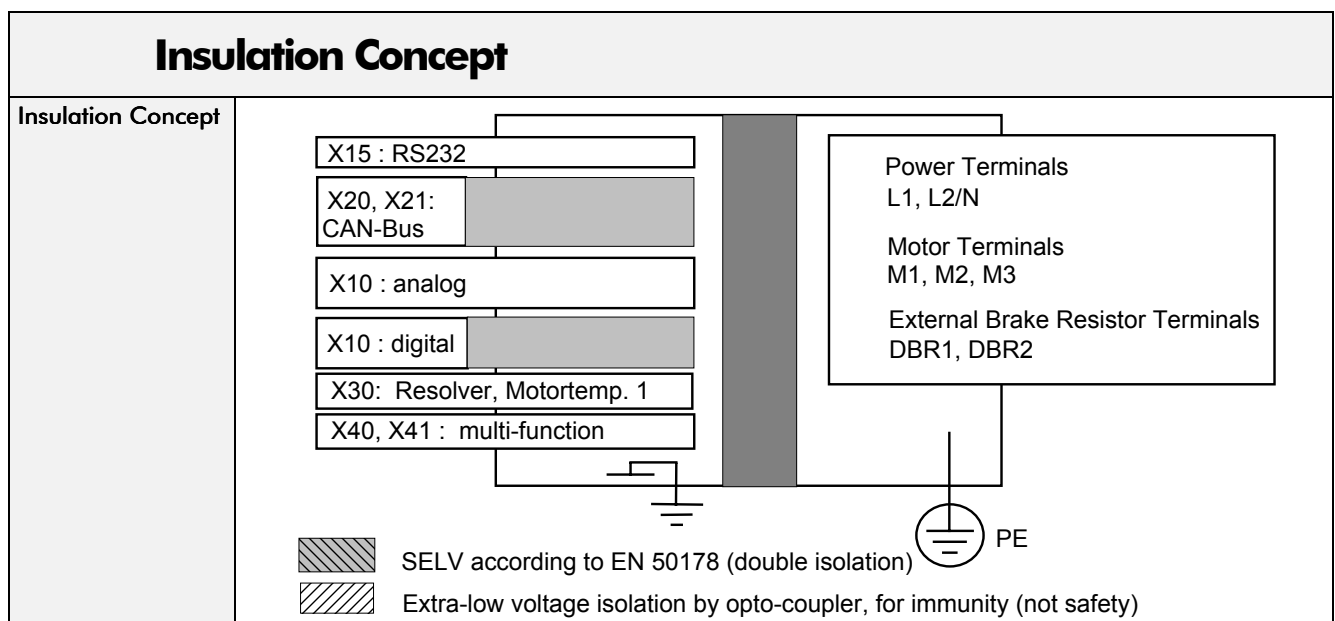 Insulation Concept
Insulation Concept
X15 : RS232
X20, X21:
CAN-Bus
X10 : analog
X10 : digital
X30: Resolver, Motortemp. 1
X40, X41 : multi-function
Power Terminals
L1, L2/N
Motor Terminals
M1, M2, M3
External Brake Resistor Terminals
DBR1, DBR2
PE
SELV according to EN 50178 (double isolation)
Extra-low voltage isolation by opto-coupler, for immunity (not safety)